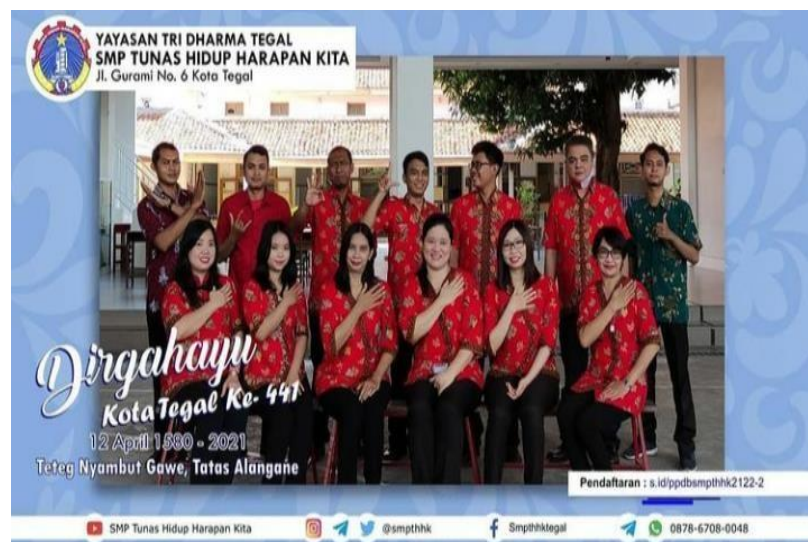 YAYASAN TRI DHARMA TEGAL
SMP TUNAS HIDUP HARAPAN KITA
Jl. Gurami No. 6 Kota Tegal
Dirgahayu
Kota Tegal Ke- 441
12 April 1580 - 2021
Teteg Nyambut Gawe, Tatas Alangane
Pendaftaran : s.id/ppdbsmpthhk2122-2
SMP Tunas Hidup Harapan Kita
@smpthhk
Smpthhktegal
0878-6708-0048